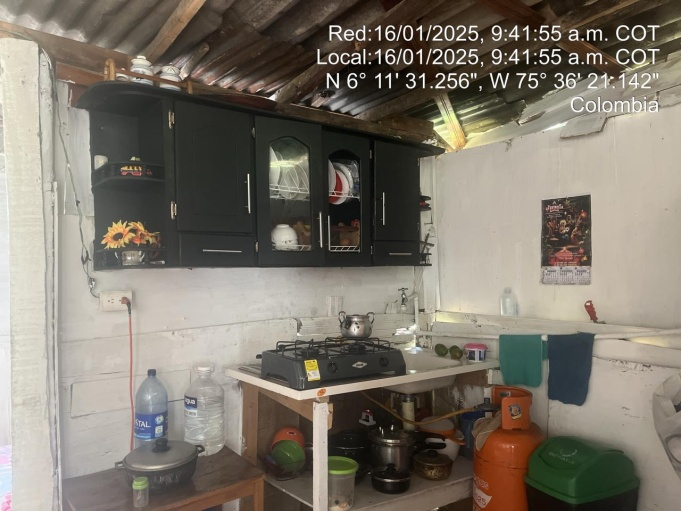 Red:16/01/2025, 9:41:55 a.m. COT
Local:16/01/2025, 9:41:55 a.m. COT
N 6° 11' 31.256", W 75° 36' 21.142"
Colombia